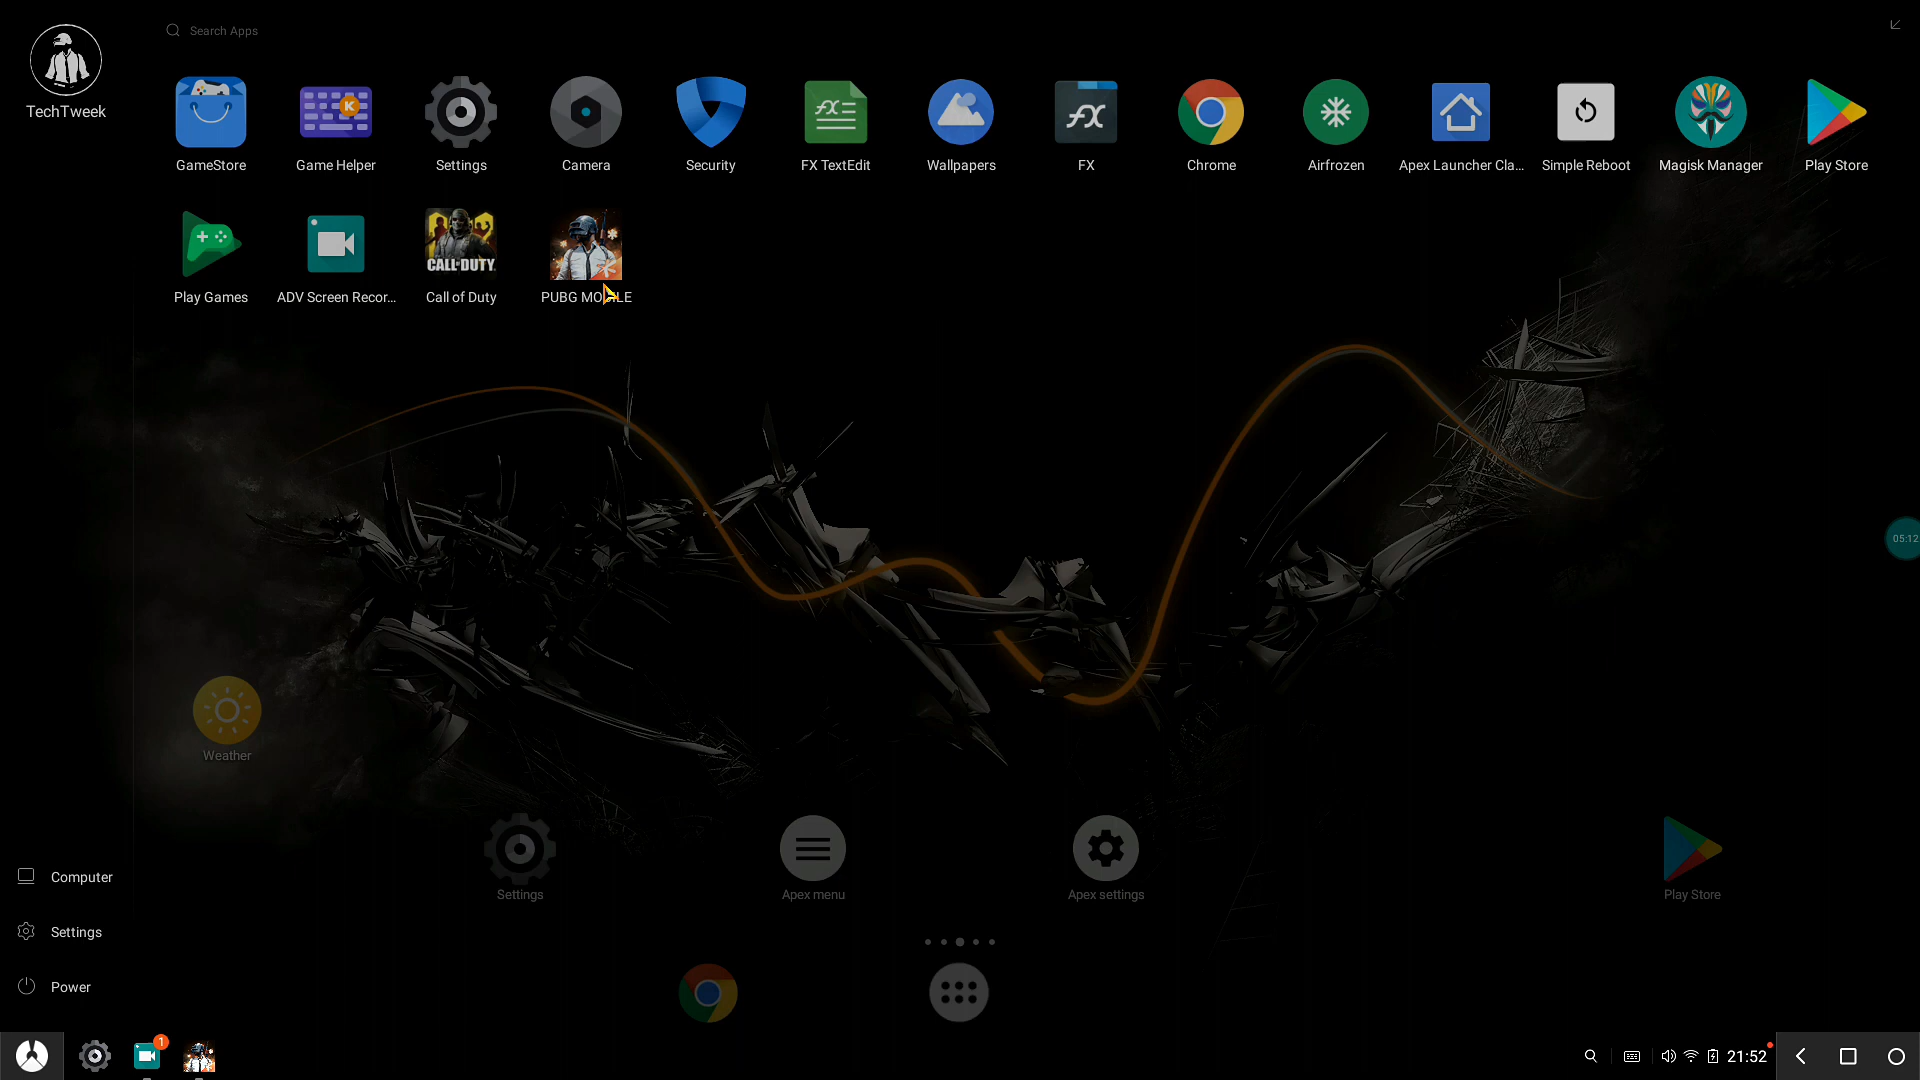 Search Apps
TechTweek
GameStore
Game Helper
Settings
Camera
Security
FX TextEdit
Wallpapers
FX
Chrome
Airfrozen
Apex Launcher Cla...
Simple Reboot
Magisk Manager
Play Store
CALL OF DUTY.
Play Games
ADV Screen Recor...
Call of Duty
PUBG MOBILE
05:12
Weather
Settings
Apex menu
Apex settings
Play Store
Computer
Settings
Power
1
21:52